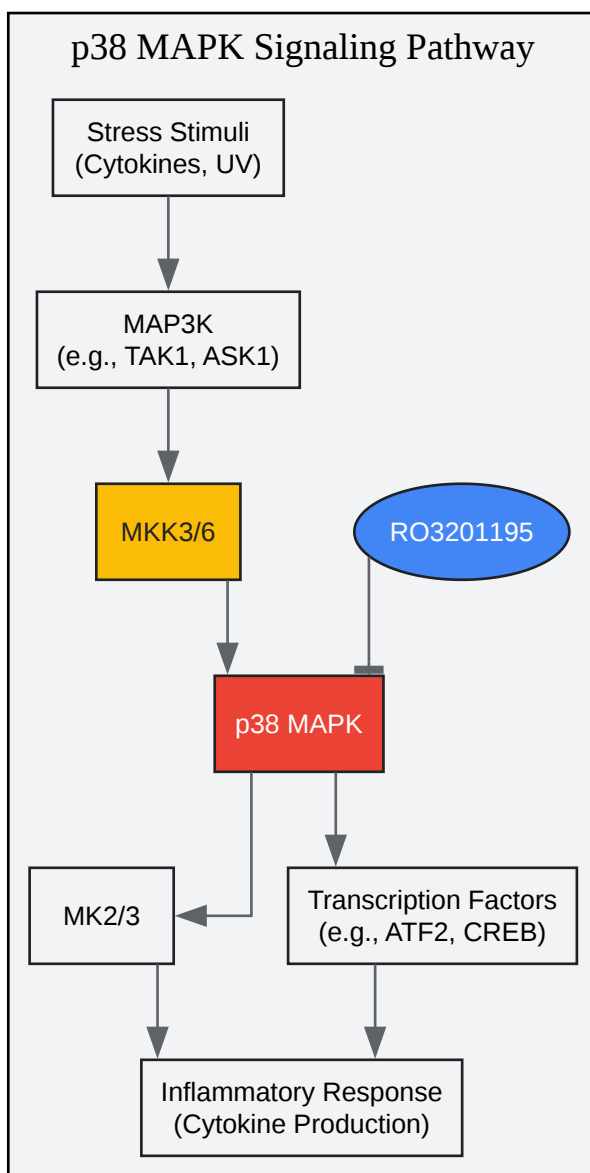 p38 MAPK Signaling Pathway
Stress Stimuli
(Cytokines, UV)
MAP3K
(e.g., TAK1, ASK1)
MKK3/6
RO3201195
p38 MAPK
MK2/3
Transcription Factors
(e.g., ATF2, CREB)
Inflammatory Response
(Cytokine Production)